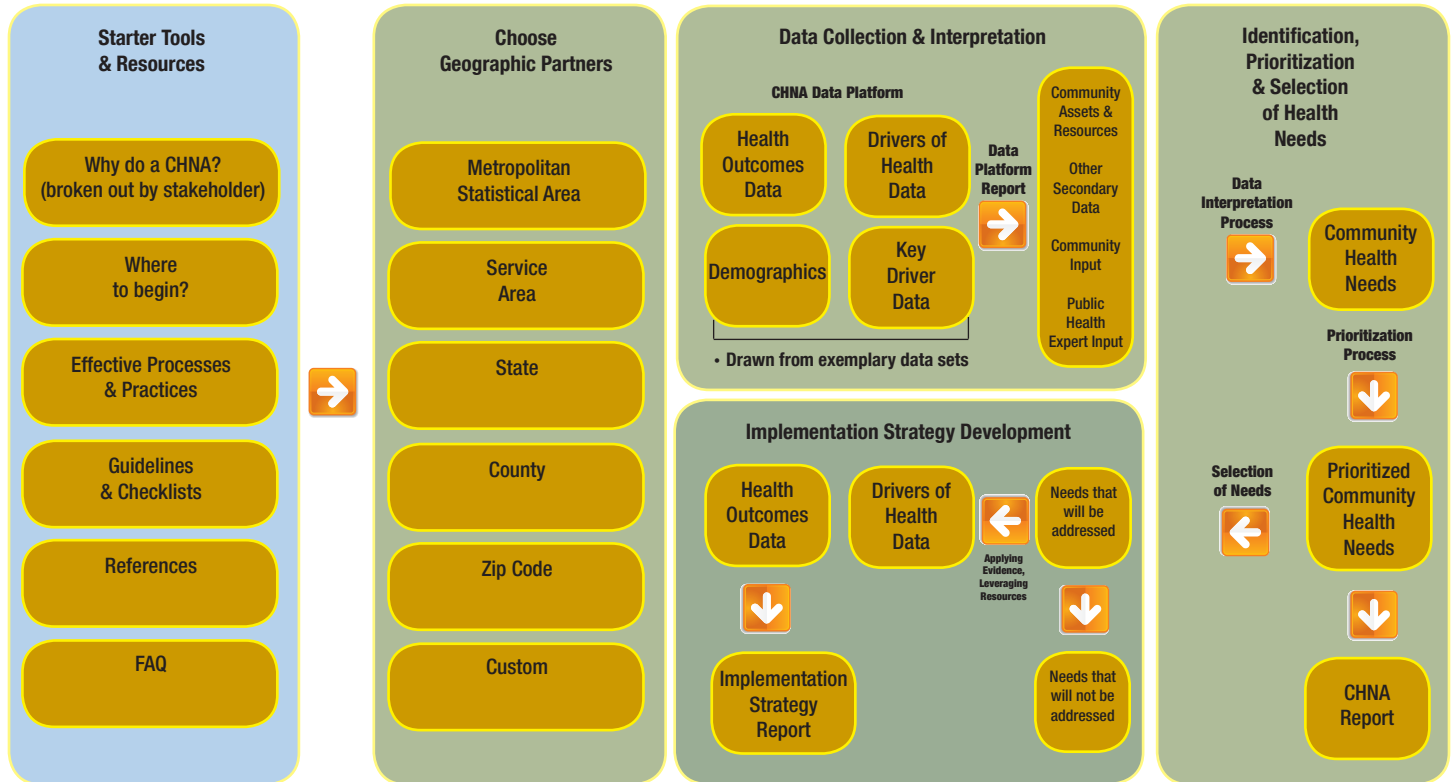 Starter Tools
& Resources
Why do a CHNA?
(broken out by stakeholder)
Where
to begin?
Effective Processes
& Practices
Guidelines
& Checklists
References
FAQ
Choose
Geographic Partners
Metropolitan
Statistical Area
Service
Area
State
County
Zip Code
Custom
Data Collection & Interpretation
CHNA Data Platform
Health
Outcomes
Data
Drivers of
Health
Data
Demographics
Key
Driver
Data
• Drawn from exemplary data sets
Data
Platform
Report
Community
Assets &
Resources
Other
Secondary
Data
Community
Input
Public
Health
Expert Input
Identification,
Prioritization
& Selection
of Health
Needs
Data
Interpretation
Process
Community
Health
Needs
Prioritization
Process
Prioritized
Community
Health
Needs
Selection
of Needs
CHNA
Report
Implementation Strategy Development
Health
Outcomes
Data
Drivers of
Health
Data
Applying
Evidence,
Leveraging
Resources
Needs that
will be
addressed
Implementation
Strategy
Report
Needs that
will not be
addressed